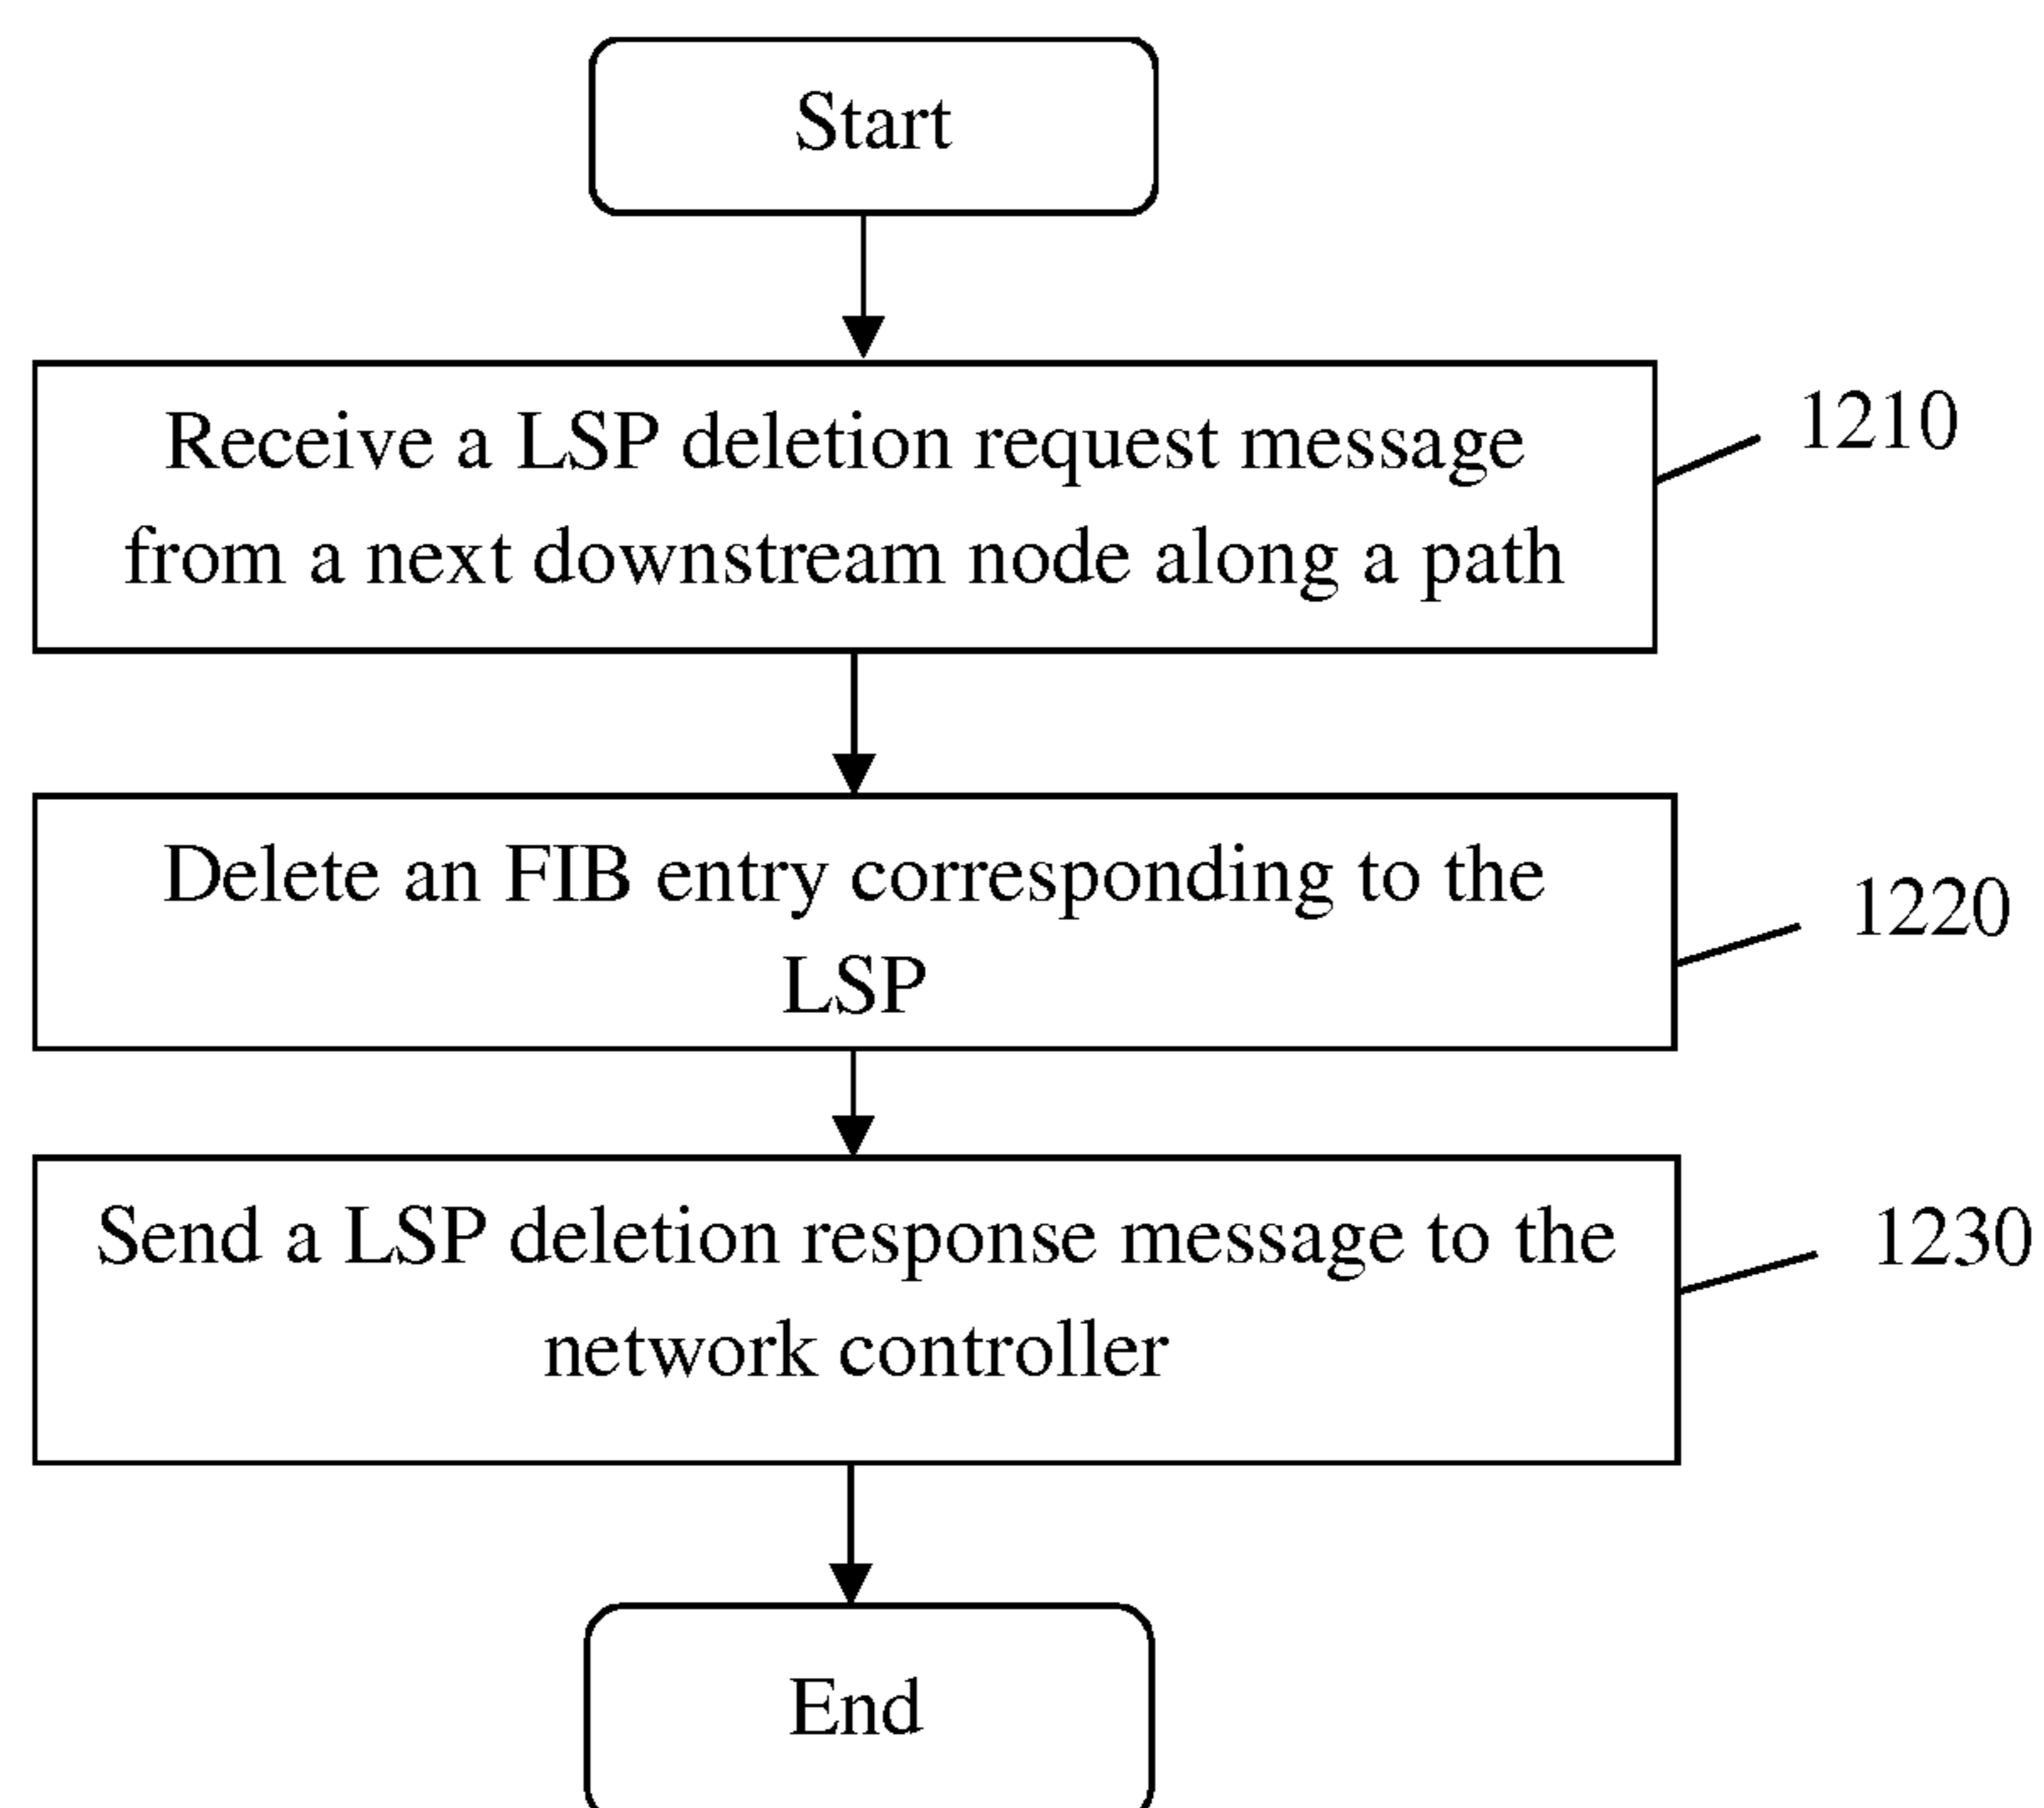 Start
Receive a LSP deletion request message
from a next downstream node along a path
1210
Delete an FIB entry corresponding to the
LSP
1220
Send a LSP deletion response message to the
network controller
1230
End